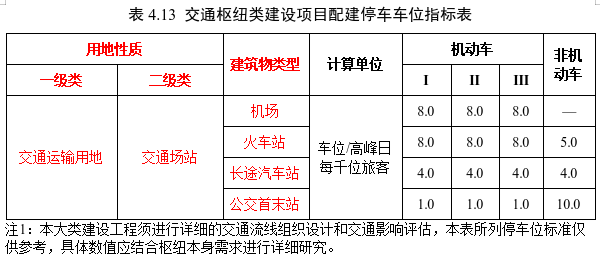 表 4.13 交通枢纽类建设项目配建停车车位指标表
用地性质 建筑物类型 计算单位 机动车 非机动车
一级类 二级类 I II III
交通运输用地 交通场站 机场 车位/高峰日每千位旅客 8.0 8.0 8.0 —
火车站 8.0 8.0 8.0 5.0
长途汽车站 4.0 4.0 4.0 4.0
公交首末站 1.0 1.0 1.0 10.0
注1：本大类建设工程须进行详细的交通流线组织设计和交通影响评估，本表所列停车位标准仅
供参考，具体数值应结合枢纽本身需求进行详细研究。